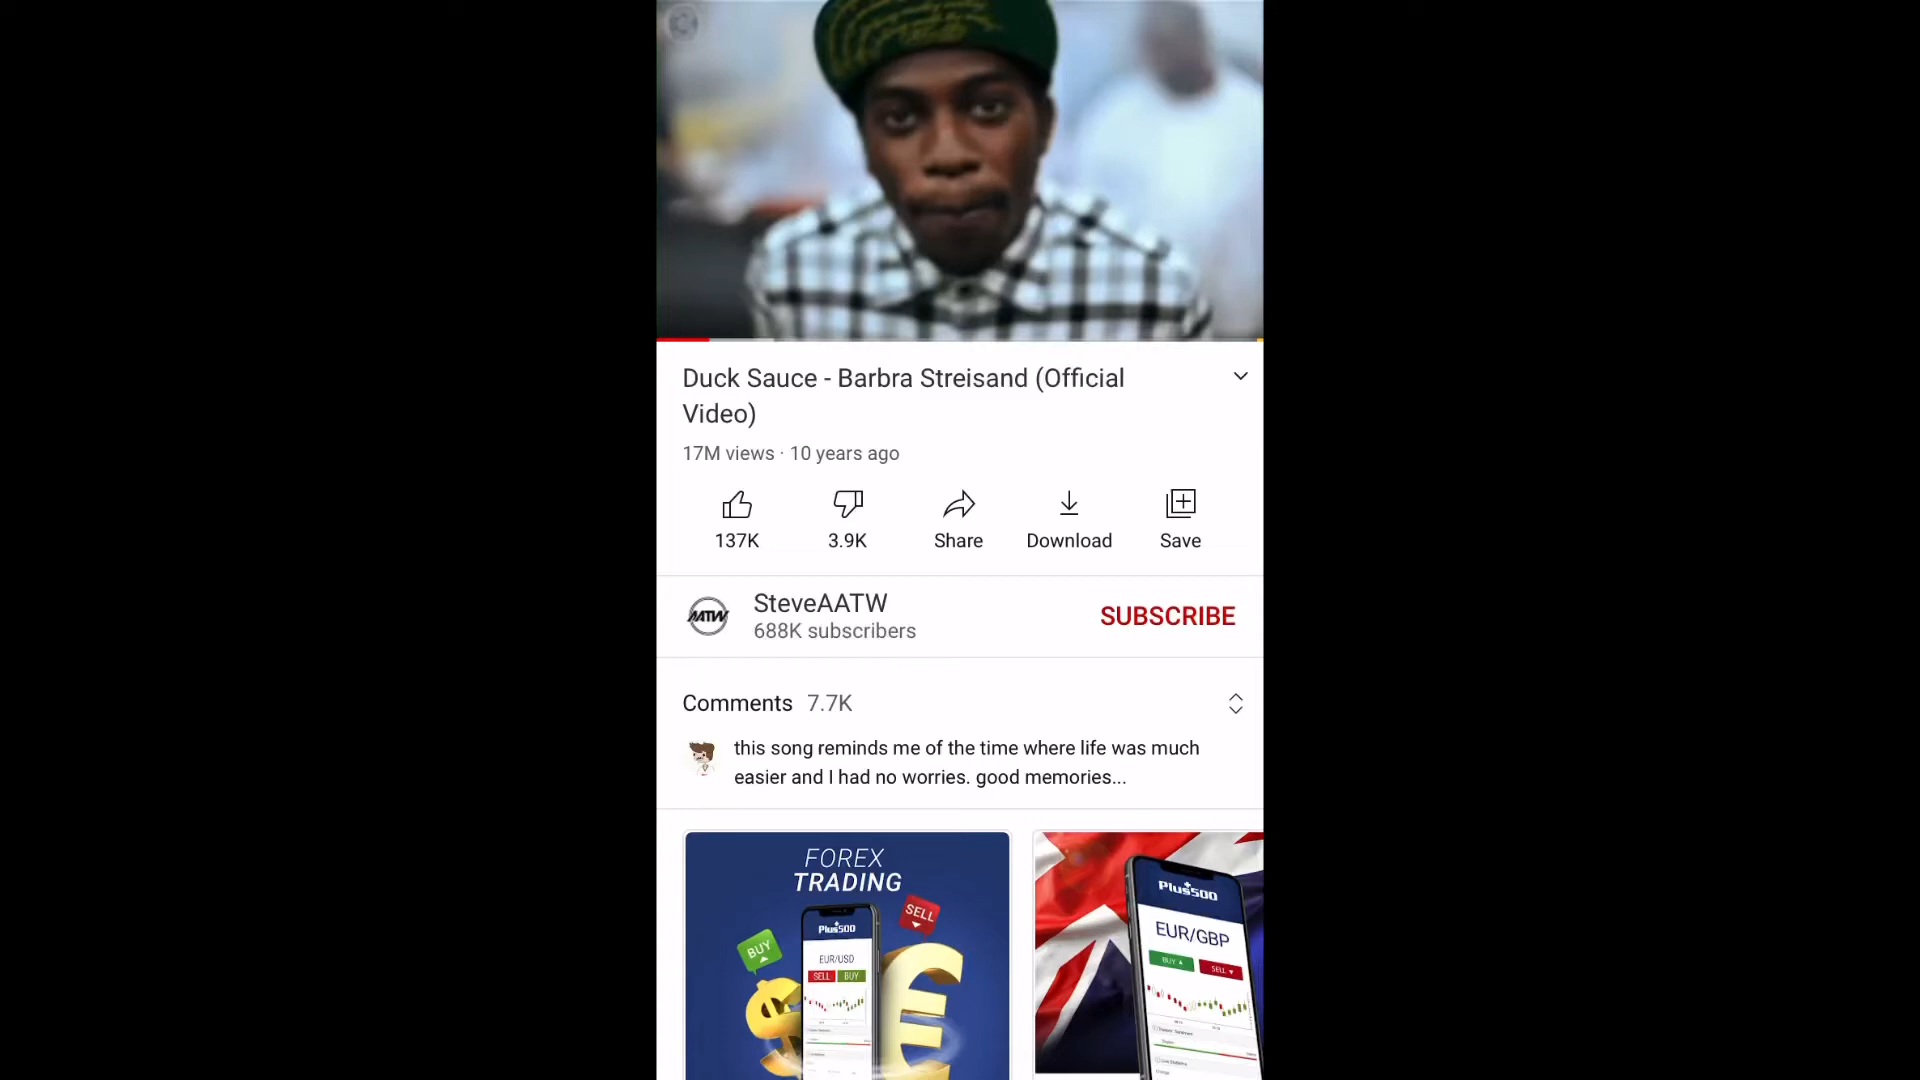 Duck Sauce - Barbra Streisand (Official
Video)
17M views · 10 years ago
137K
3.9K
Share
Download
Save
AATW
SteveAATW
688K subscribers
SUBSCRIBE
Comments 7.7K
this song reminds me of the time where life was much
easier and I had no worries. good memories...
FOREX
TRADING
SELL
BUY
Plus500
EUR/USD
SELL BUY
Plus500
EUR/GBP
BUY
SELL